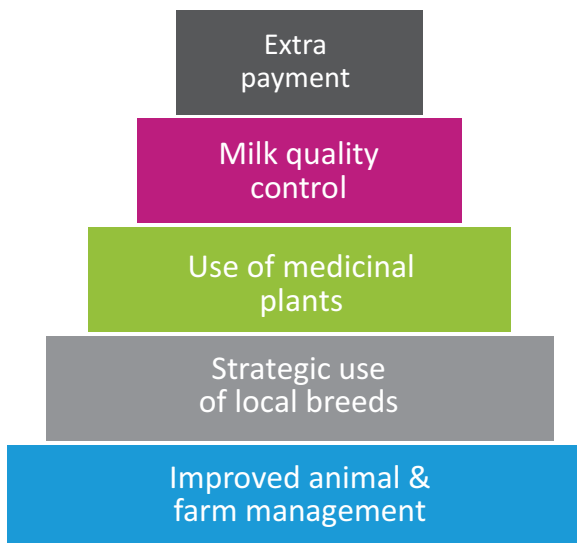 Extra
payment
Milk quality
control
Use of medicinal
plants
Strategic use
of local breeds
Improved animal &
farm management